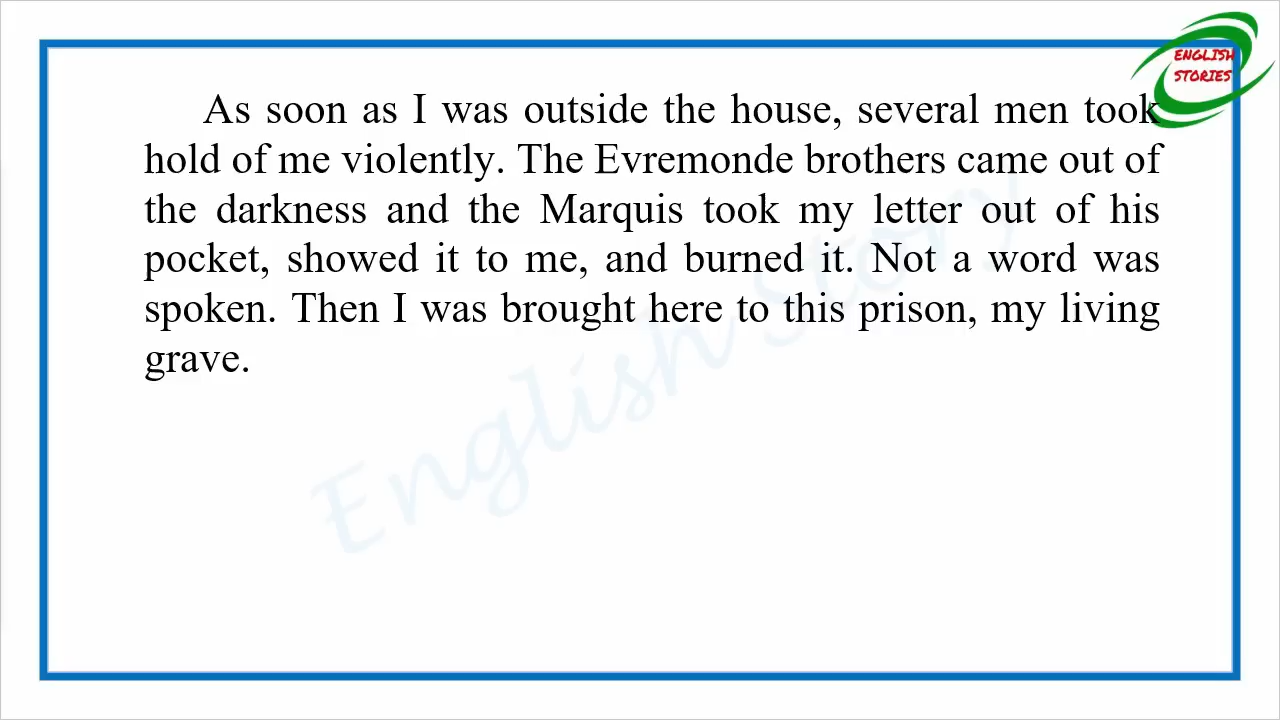 ENGLISH
STORIES
As soon as I was outside the house, several men took
hold of me violently. The Evremonde brothers came out of
the darkness and the Marquis took my letter out of his
pocket, showed it to me, and burned it. Not a word was
spoken. Then I was brought here to this prison, my living
grave.
English Story